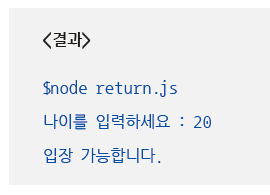 <결과>
$node return.js
나이를 입력하세요 : 20
입장 가능합니다.